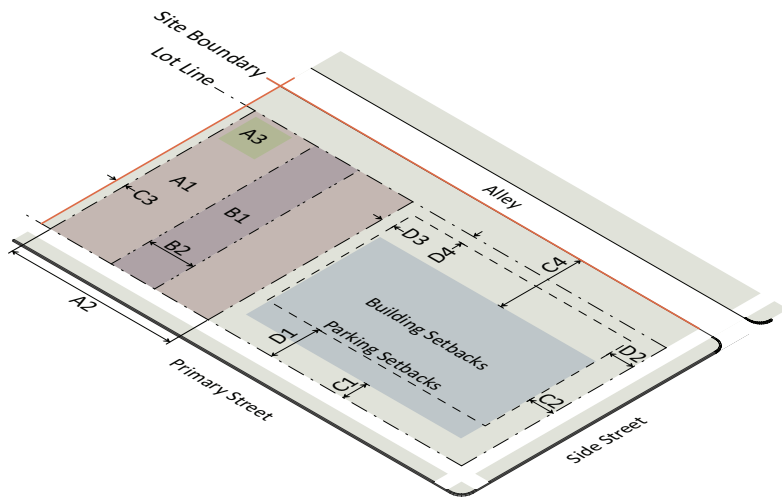 Site Boundary
Lot Line
A3
A1
C3
B1
B2
A2
Alley
D3
D4
C4
Building Setbacks
Parking Setbacks
D1
D2
C1
C2
Primary Street
Side Street